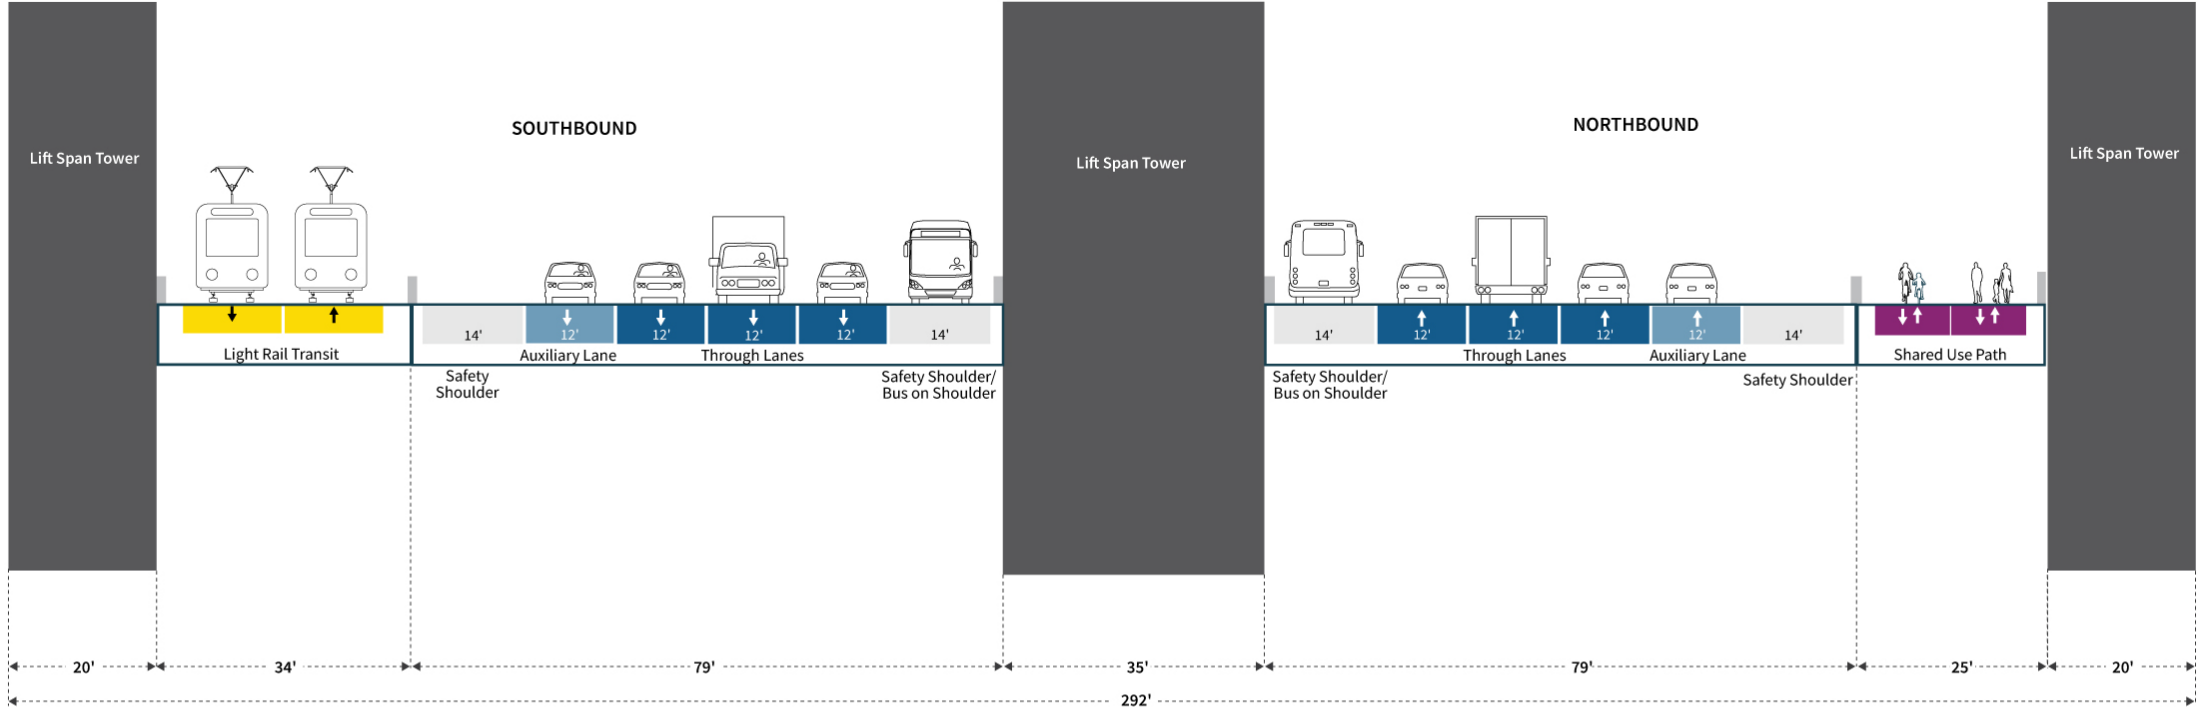 SOUTHBOUND
NORTHBOUND
Lift Span Tower
Lift Span Tower
Lift Span Tower
14'
12'
12'
12'
12'
14'
14'
12'
12'
12'
12'
14'
Light Rail Transit
Auxiliary Lane
Through Lanes
Through Lanes
Auxiliary Lane
Shared Use Path
Safety
Shoulder
Safety Shoulder/
Bus on Shoulder
Safety Shoulder/
Bus on Shoulder
Safety Shoulder
20'
34'
79'
35'
79'
25'
20'
292'